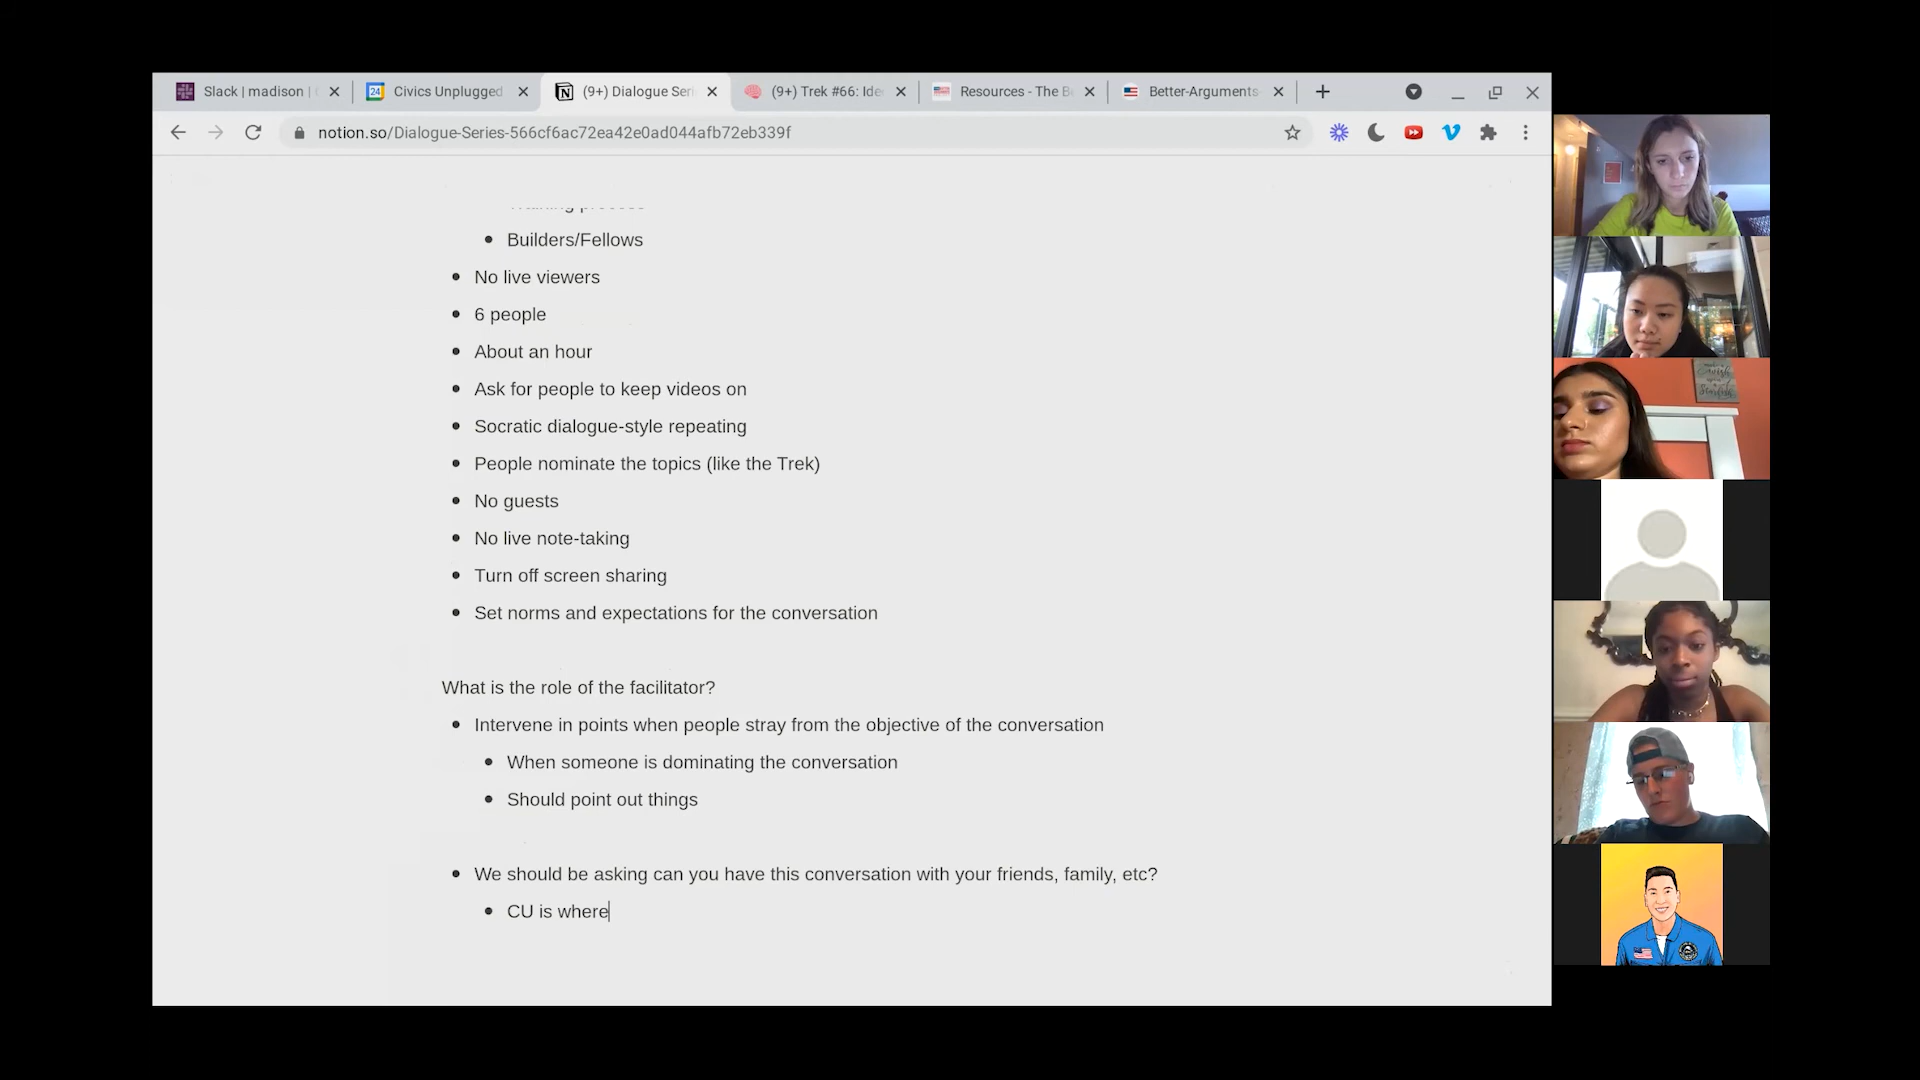 Slack | madison |
24
Civics Unplugged
(9+) Dialogue Seri
(9+) Trek #66: Ide
Resources - The B
Better-Arguments-
notion.so/Dialogue-Series-566cf6ac72ea42e0ad044afb72eb339f
Training process
Builders/Fellows
No live viewers
6 people
About an hour
Ask for people to keep videos on
Socratic dialogue-style repeating
People nominate the topics (like the Trek)
No guests
No live note-taking
Turn off screen sharing
Set norms and expectations for the conversation
What is the role of the facilitator?
Intervene in points when people stray from the objective of the conversation
When someone is dominating the conversation
Should point out things
We should be asking can you have this conversation with your friends, family, etc?
CU is where